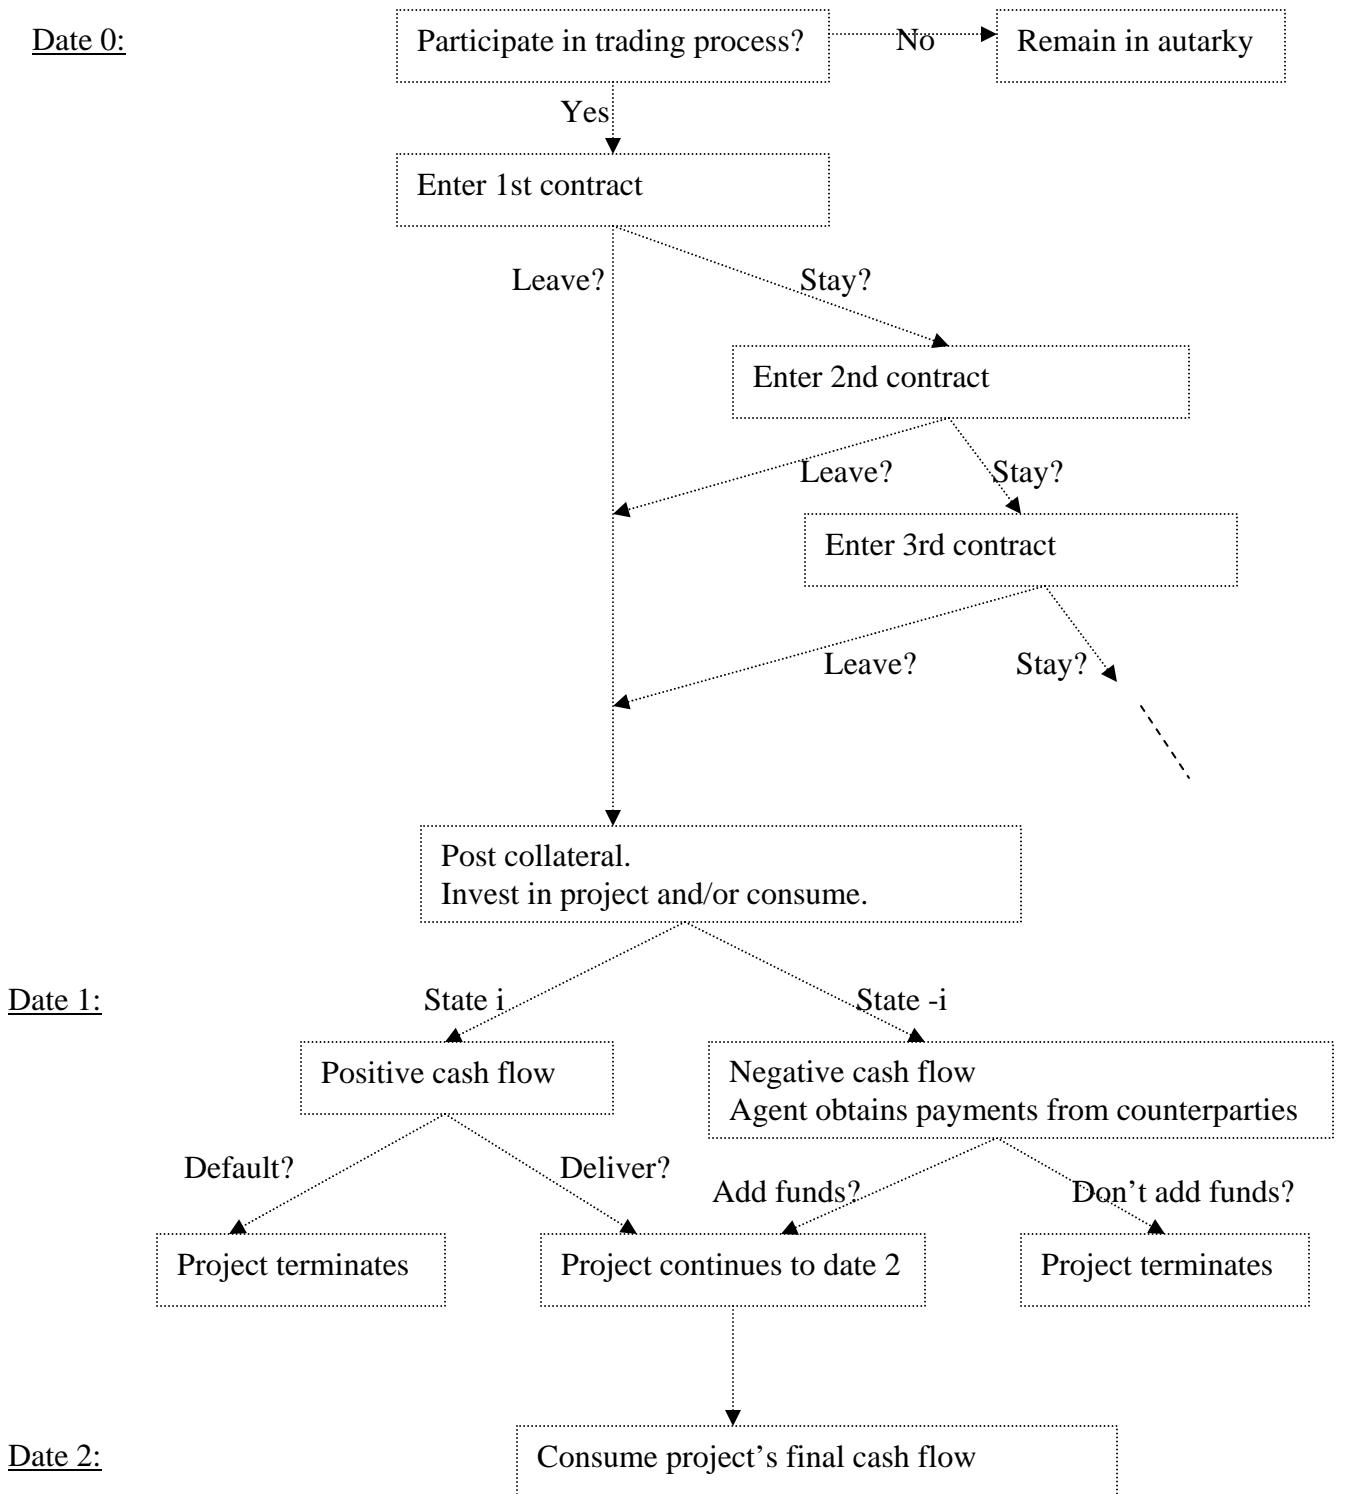 Date 0:
Participate in trading process?
No
Remain in autarky
Yes
Enter 1st contract
Leave?
Stay?
Enter 2nd contract
Leave?
Stay?
Enter 3rd contract
Leave?
Stay?
Post collateral.
Invest in project and/or consume.
Date 1:
State i
State -i
Positive cash flow
Negative cash flow
Agent obtains payments from counterparties
Default?
Deliver?
Add funds?
Don’t add funds?
Project terminates
Project continues to date 2
Project terminates
Date 2:
Consume project’s final cash flow